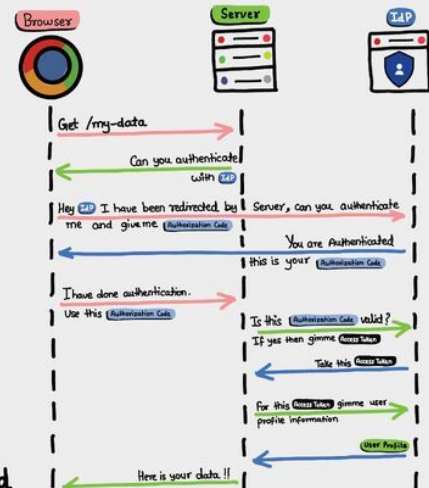 Browser
Server
IdP
Get /my-data
Can you authenticate
with IdP
Hey IdP I have been redirected by Server, can you authenticate
me and give me Authorization Code
You are Authenticated
this is your Authorization Code
I have done authentication.
Use this Authorization Code
Is this Authorization Code valid?
If yes then gimme Access Token
Take this Access Token
For this Access Token gimme user
profile information
User Profile
Here is your data !!